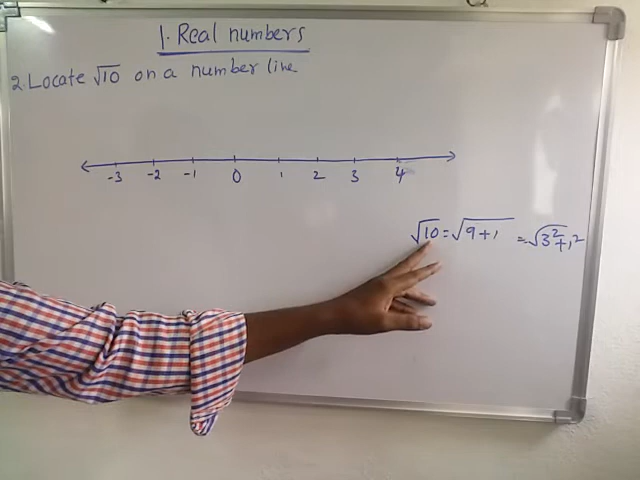 1. Real numbers
2. Locate √10 on a number line
-3 -2 -1 0 1 2 3 4
√10 = √9+1 = √3²+1²